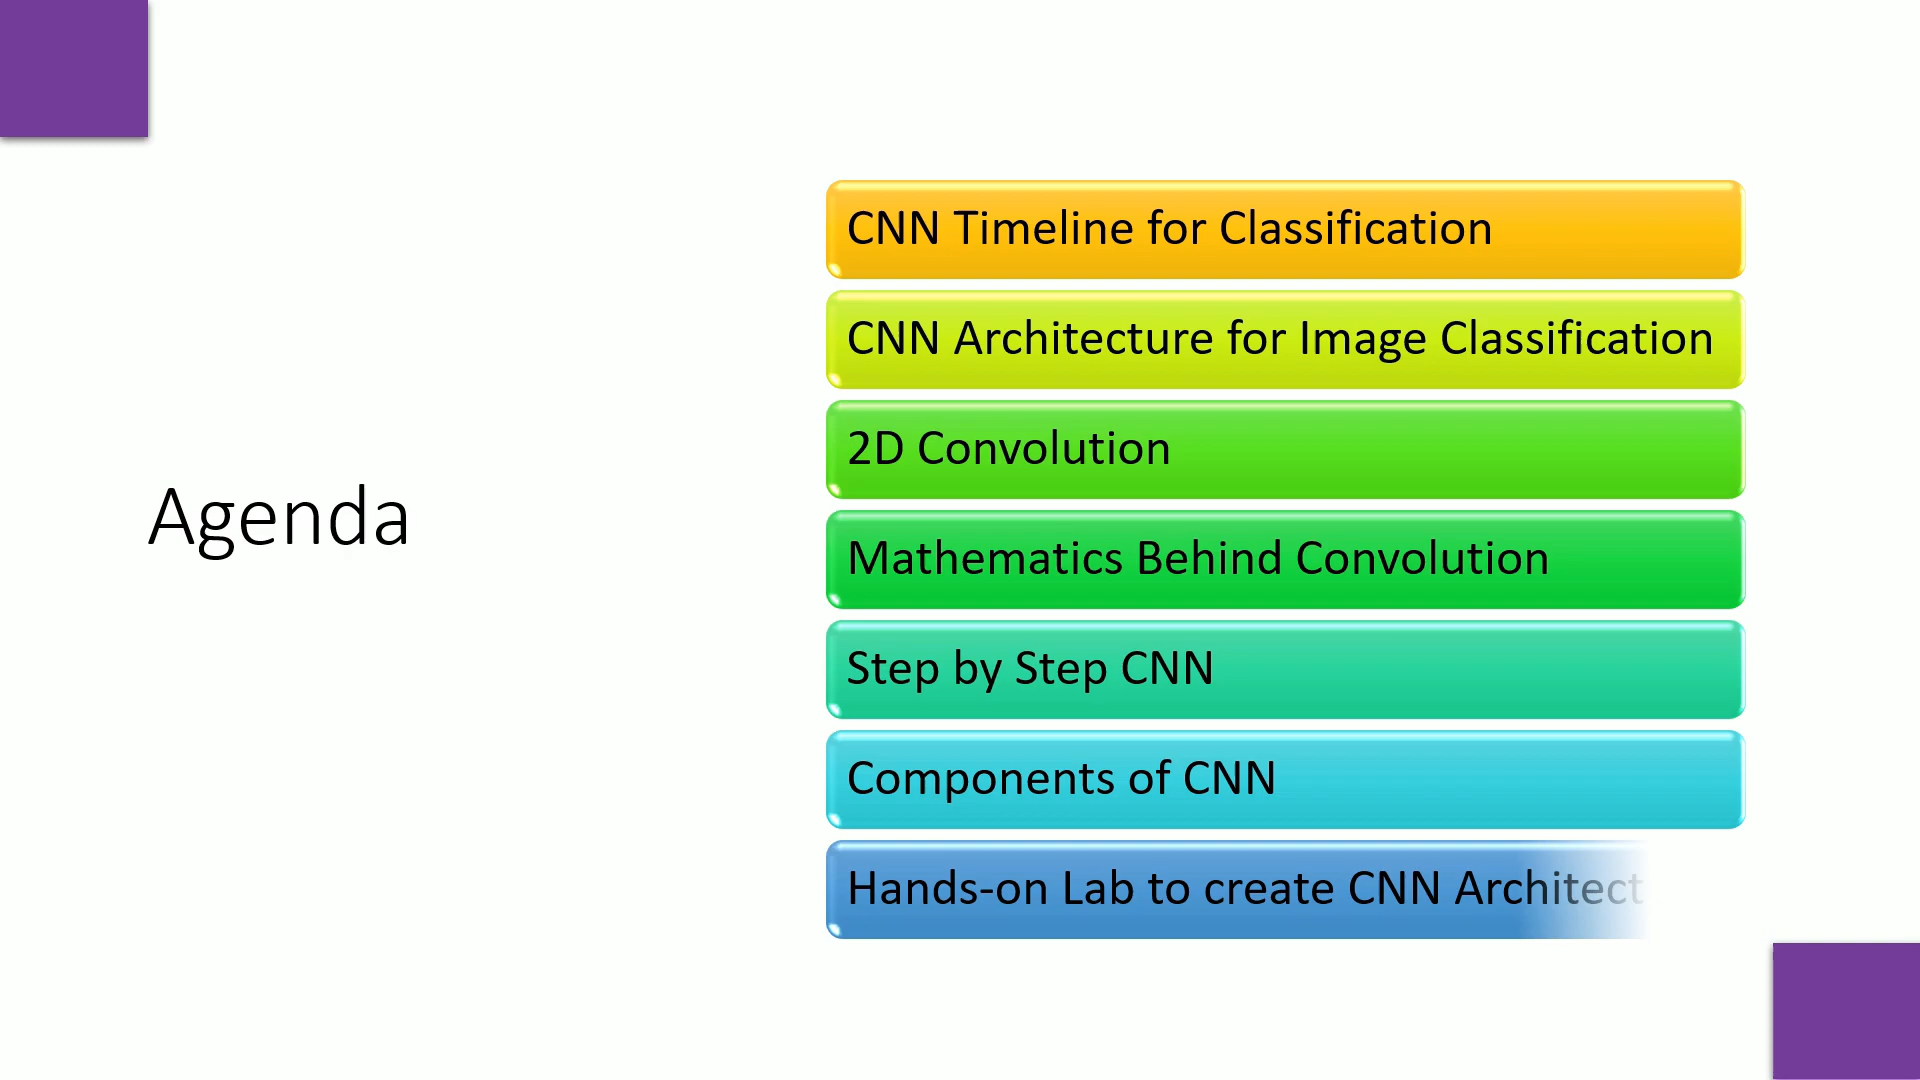 Agenda
CNN Timeline for Classification
CNN Architecture for Image Classification
2D Convolution
Mathematics Behind Convolution
Step by Step CNN
Components of CNN
Hands-on Lab to create CNN Architect